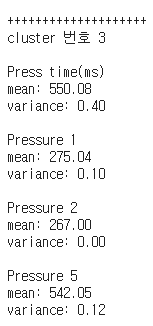 ++++++++++++++++++++
cluster 번호 3
Press time(ms)
mean: 550.08
variance: 0.40
Pressure 1
mean: 275.04
variance: 0.10
Pressure 2
mean: 267.00
variance: 0.00
Pressure 5
mean: 542.05
variance: 0.12